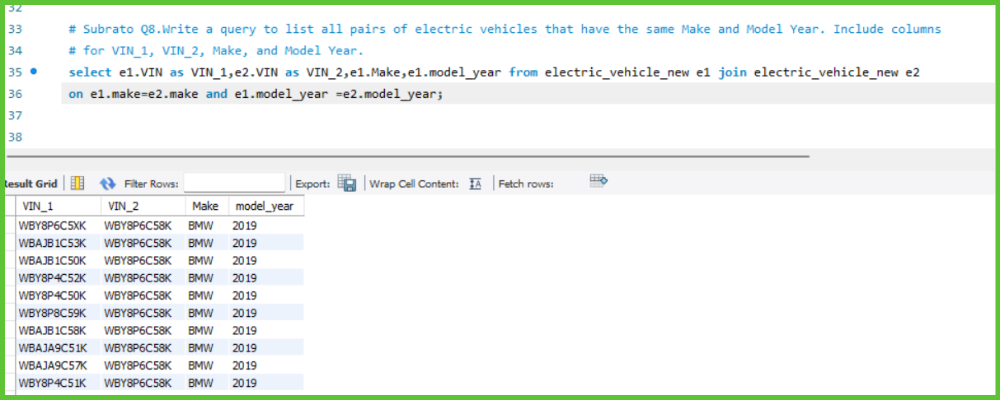 32
33 # Subrato Q8.Write a query to list all pairs of electric vehicles that have the same Make and Model Year. Include columns
34 # for VIN_1, VIN_2, Make, and Model Year.
35 select e1.VIN as VIN_1,e2.VIN as VIN_2,e1.Make,e1.model_year from electric_vehicle_new e1 join electric_vehicle_new e2
36 on e1.make=e2.make and e1.model_year =e2.model_year;
37
38
Result Grid Filter Rows: Export: Wrap Cell Content: IA Fetch rows:
VIN_1 VIN_2 Make model_year
WBY8P6C5XK WBY8P6C58K BMW 2019
WBAJB1C53K WBY8P6C58K BMW 2019
WBAJB1C50K WBY8P6C58K BMW 2019
WBY8P4C52K WBY8P6C58K BMW 2019
WBY8P4C50K WBY8P6C58K BMW 2019
WBY8P8C59K WBY8P6C58K BMW 2019
WBAJB1C58K WBY8P6C58K BMW 2019
WBAJA9C51K WBY8P6C58K BMW 2019
WBAJA9C57K WBY8P6C58K BMW 2019
WBY8P4C51K WBY8P6C58K BMW 2019